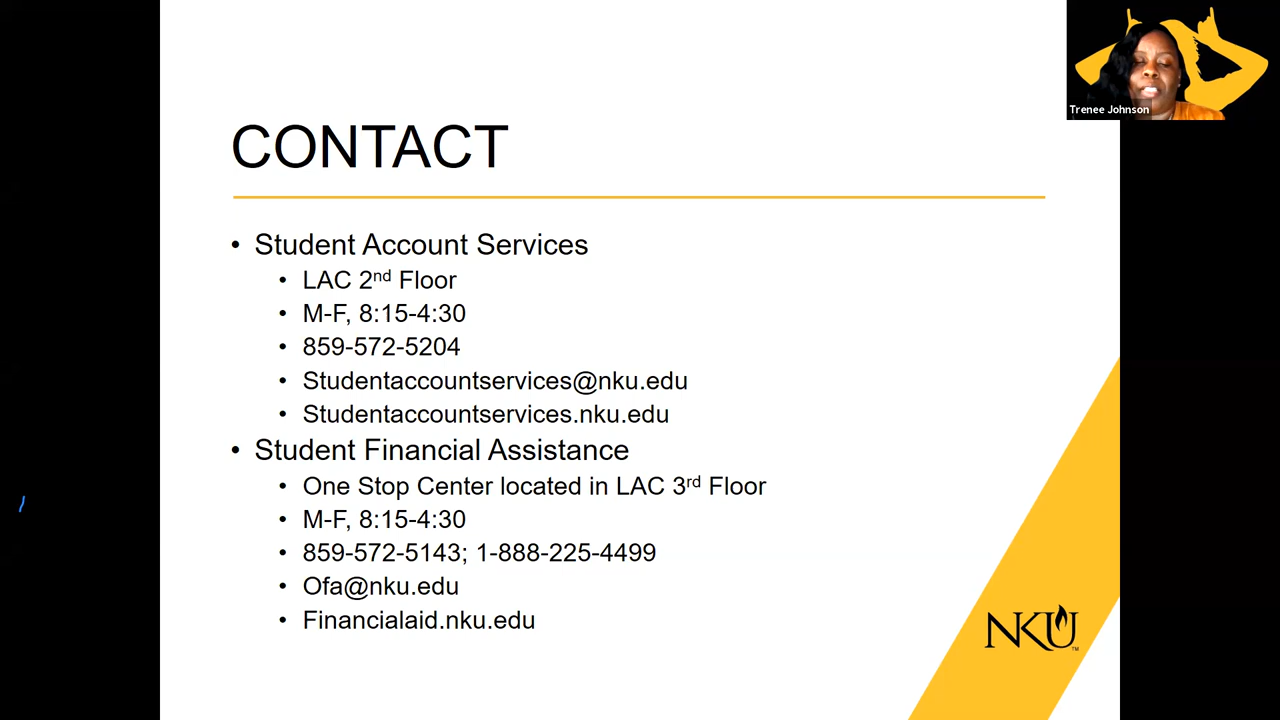 Trenee Johnson
CONTACT
• Student Account Services
• LAC 2nd Floor
• M-F, 8:15-4:30
• 859-572-5204
• Studentaccountservices@nku.edu
• Studentaccountservices.nku.edu
• Student Financial Assistance
• One Stop Center located in LAC 3rd Floor
• M-F, 8:15-4:30
• 859-572-5143; 1-888-225-4499
• Ofa@nku.edu
• Financialaid.nku.edu
NKU™